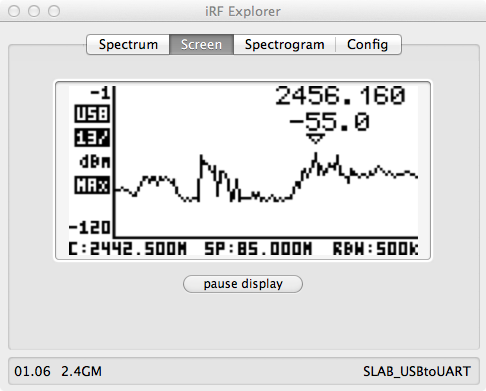 iRF Explorer
Spectrum Screen Spectrogram Config
-1
2456.160
USB
-55.0
13/
dBm
MAx
-120
C:2442.500M SP:85.000M RBW:500k
pause display
01.06 2.4GM SLAB_USBtoUART